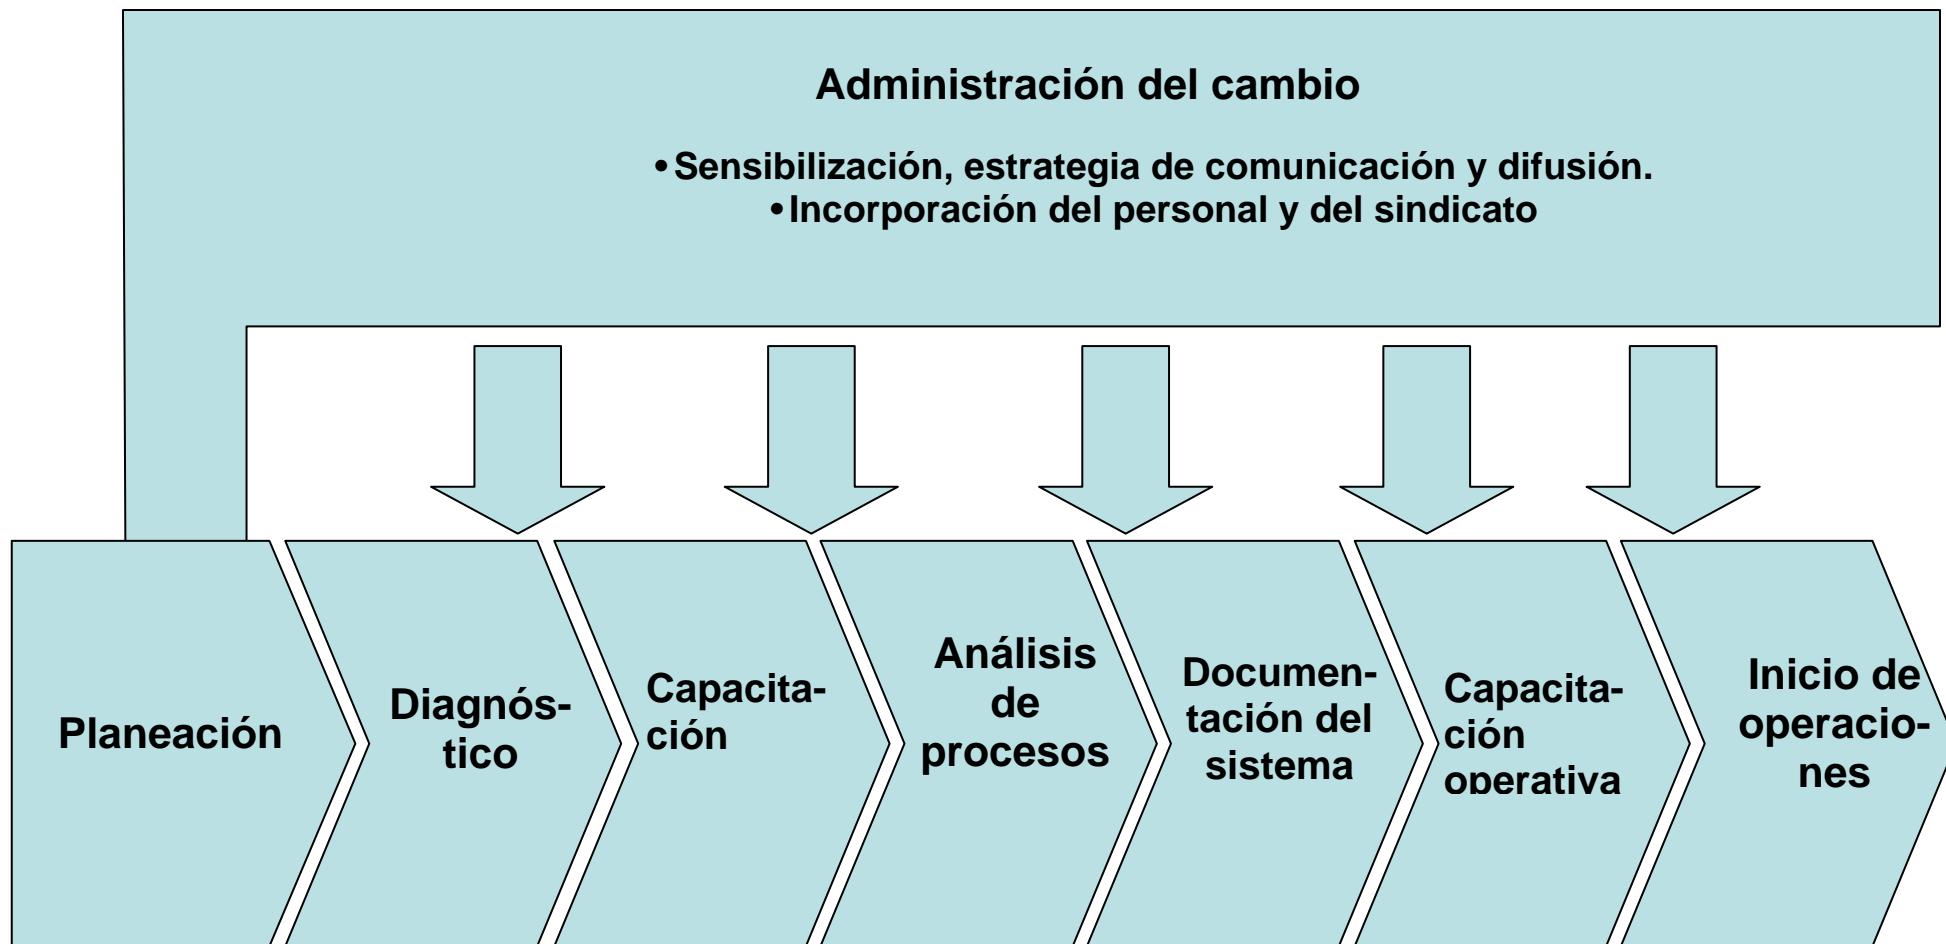 Administración del cambio
•Sensibilización, estrategia de comunicación y difusión.
•Incorporación del personal y del sindicato
Planeación
Diagnós-
tico
Capacita-
ción
Análisis
de
procesos
Documen-
tación del
sistema
Capacita-
ción
operativa
Inicio de
operacio-
nes